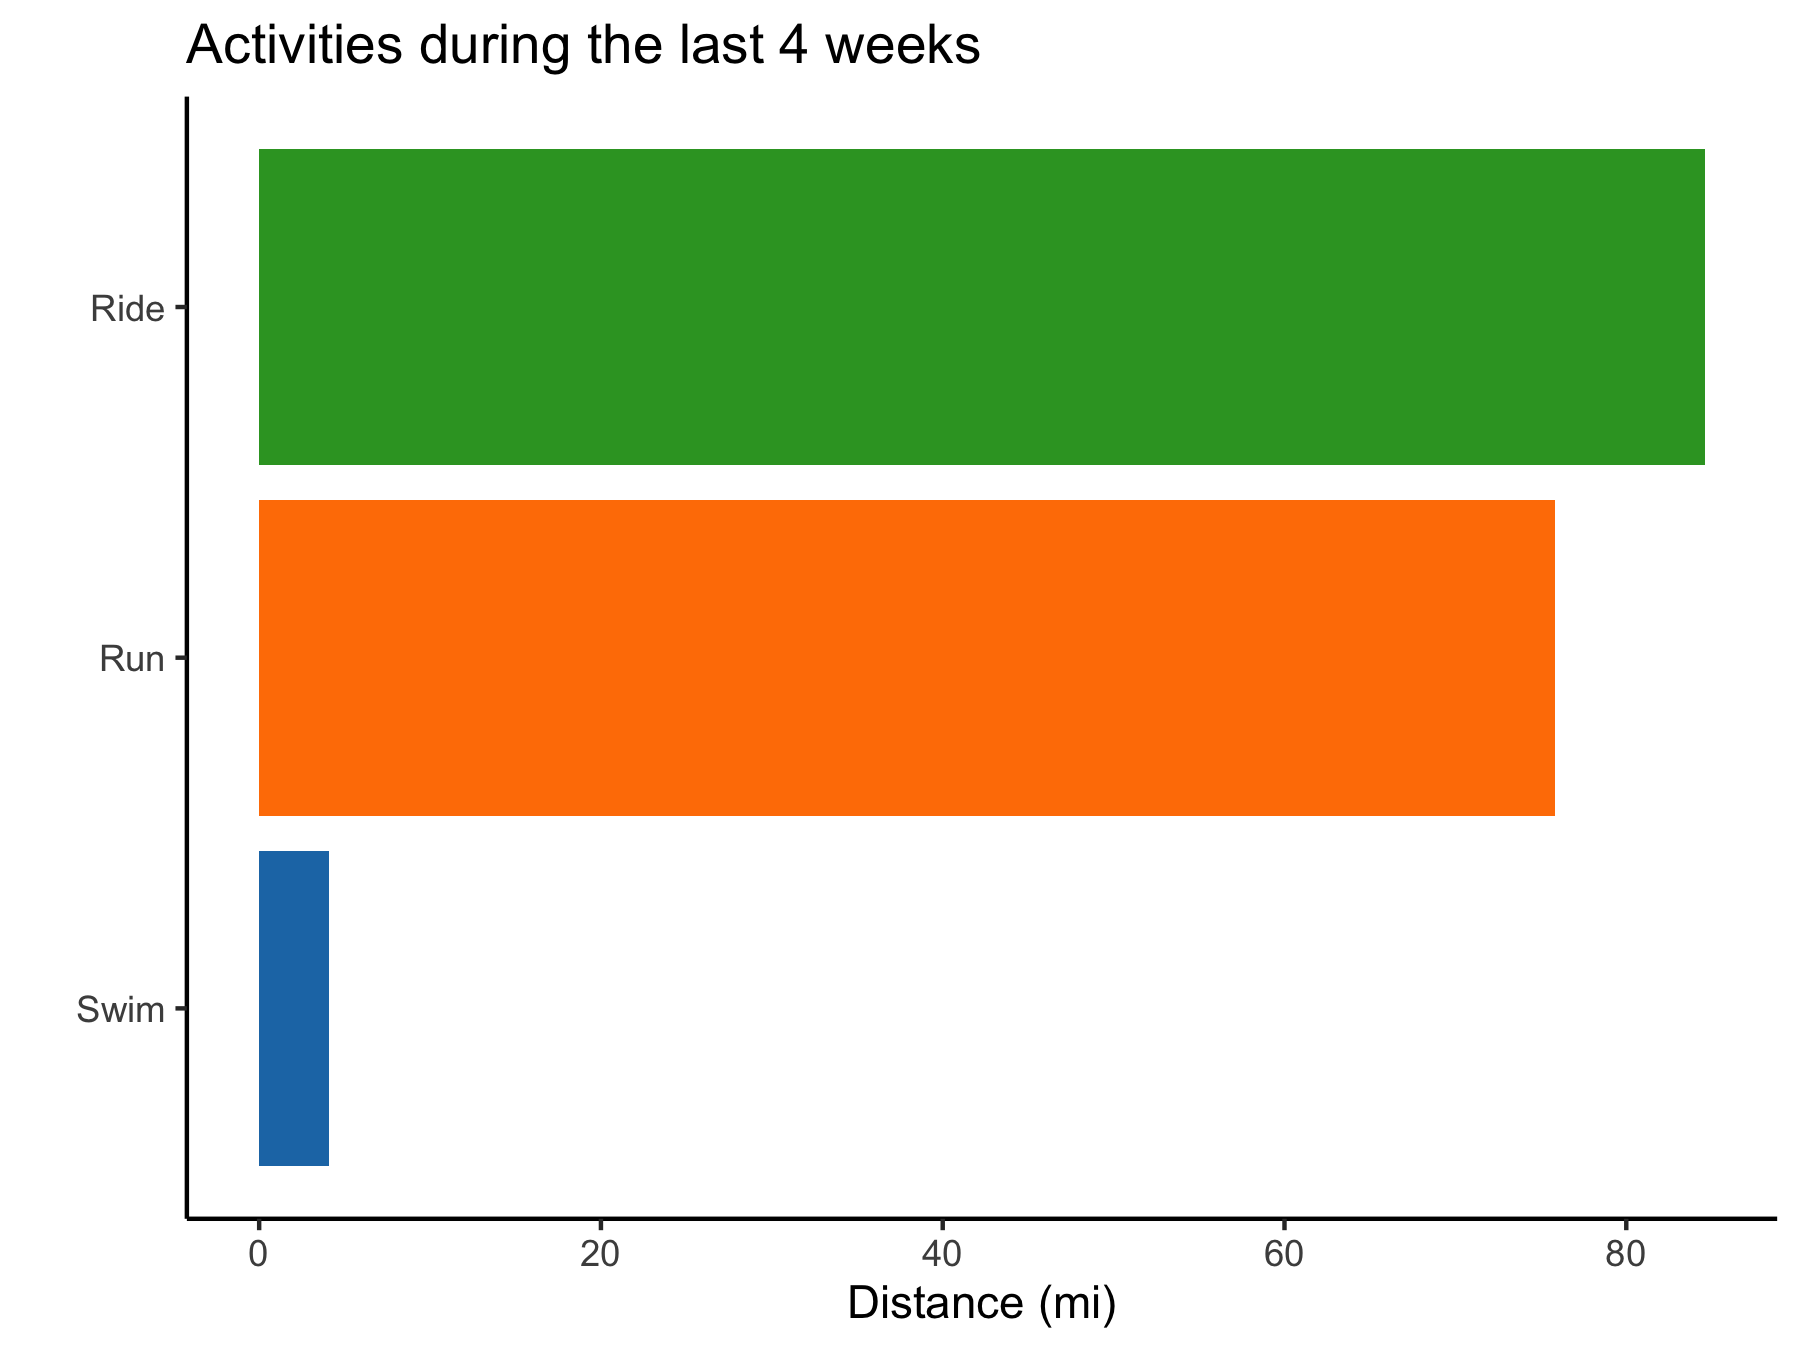 Activities during the last 4 weeks
Ride
Run
Swim
0 20 40 60 80
Distance (mi)